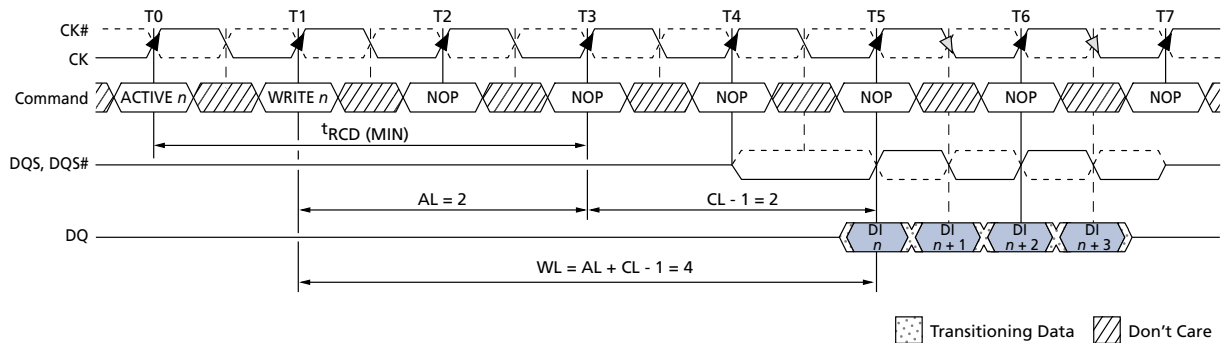 T0 T1 T2 T3 T4 T5 T6 T7
CK#
CK
Command ACTIVE n WRITE n NOP NOP NOP NOP NOP NOP
tRCD (MIN)
DQS, DQS#
AL = 2 CL - 1 = 2
DQ DI n DI n + 1 DI n + 2 DI n + 3
WL = AL + CL - 1 = 4
Transitioning Data Don't Care